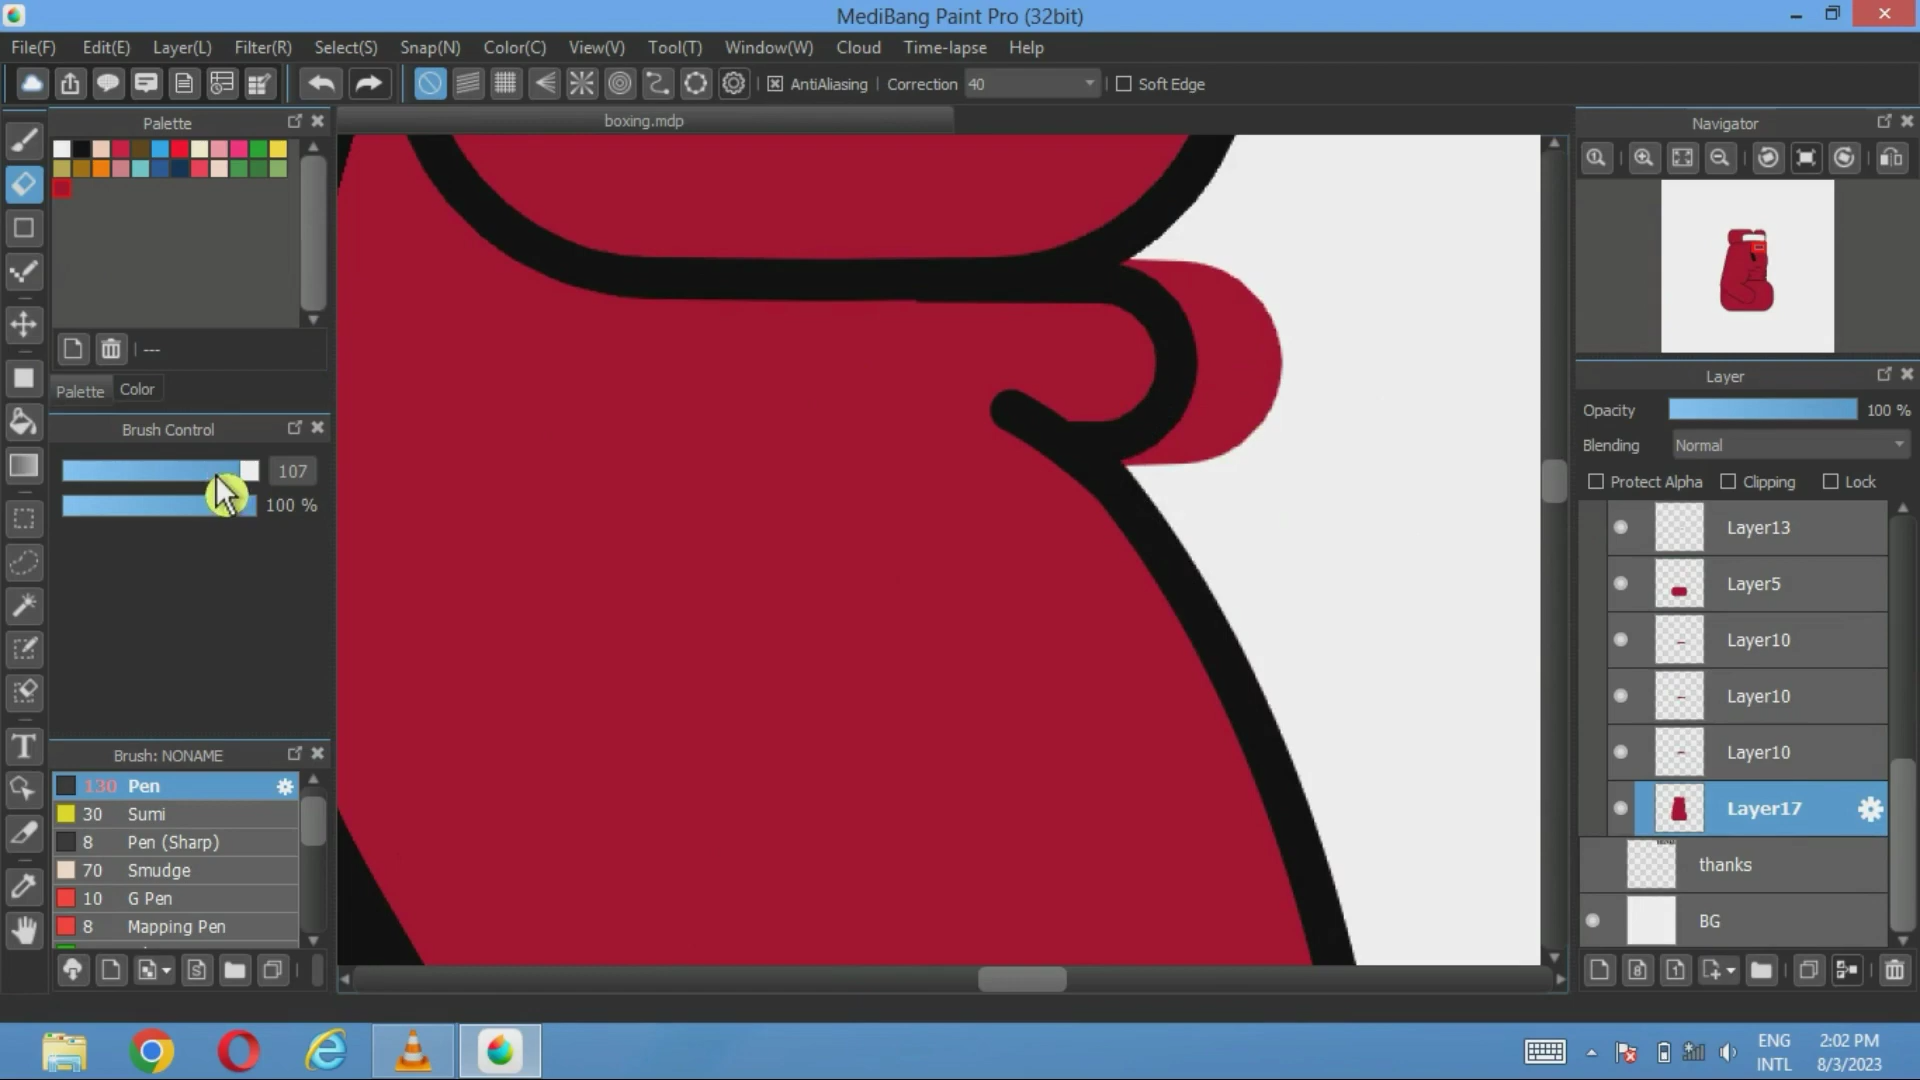 MediBang Paint Pro (32bit)
File(F) Edit(E) Layer(L) Filter(R) Select(S) Snap(N) Color(C) View(V) Tool(T) Window(W) Cloud Time-lapse Help
AntiAliasing Correction 40 Soft Edge
Palette
boxing.mdp
Navigator
---
Palette Color
Brush Control
107
100 %
Brush: NONAME
130 Pen
30 Sumi
8 Pen (Sharp)
70 Smudge
10 G Pen
8 Mapping Pen
Layer
Opacity 100 %
Blending Normal
Protect Alpha Clipping Lock
Layer13
Layer5
Layer10
Layer10
Layer10
Layer17
thanks
BG
ENG
INTL
2:02 PM
8/3/2023